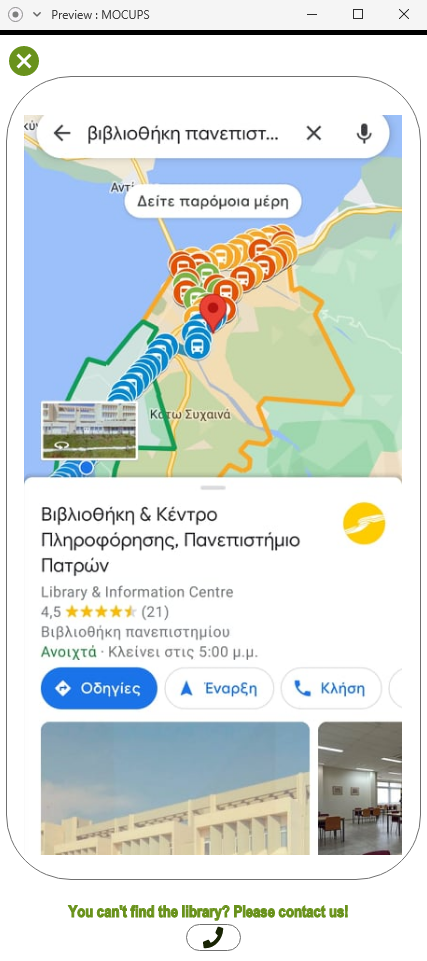 Preview : MOCUPS
βιβλιοθήκη πανεπιστ...
Δείτε παρόμοια μέρη
Κάτω Συχαινά
Βιβλιοθήκη & Κέντρο
Πληροφόρησης, Πανεπιστήμιο
Πατρών
Library & Information Centre
4,5 (21)
Βιβλιοθήκη πανεπιστημίου
Ανοιχτά · Κλείνει στις 5:00 μ.μ.
Οδηγίες
Έναρξη
Κλήση
You can't find the library? Please contact us!